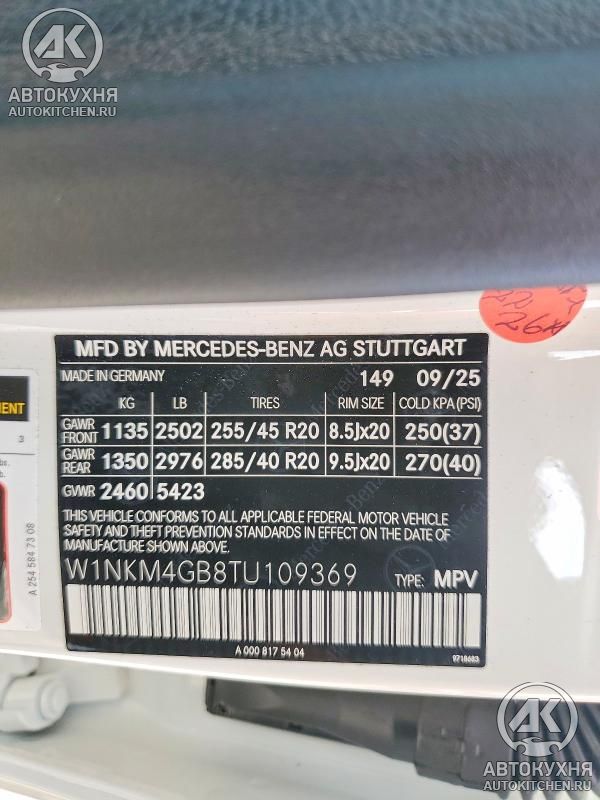 АК
АВТОКУХНЯ
AUTOKITCHEN.RU
MFD BY MERCEDES-BENZ AG STUTTGART
MADE IN GERMANY 149 09/25
KG LB TIRES RIM SIZE COLD KPA(PSI)
GAWR FRONT 1135 2502 255/45 R20 8.5Jx20 250(37)
GAWR REAR 1350 2976 285/40 R20 9.5Jx20 270(40)
GVWR 2460 5423
THIS VEHICLE CONFORMS TO ALL APPLICABLE FEDERAL MOTOR VEHICLE
SAFETY AND THEFT PREVENTION STANDARDS IN EFFECT ON THE DATE OF
MANUFACTURE SHOWN ABOVE.
W1NKM4GB8TU109369 TYPE: MPV
A 000 817 54 04
9718683
A 254 584 73 08
3
АК
АВТОКУХНЯ
AUTOKITCHEN.RU